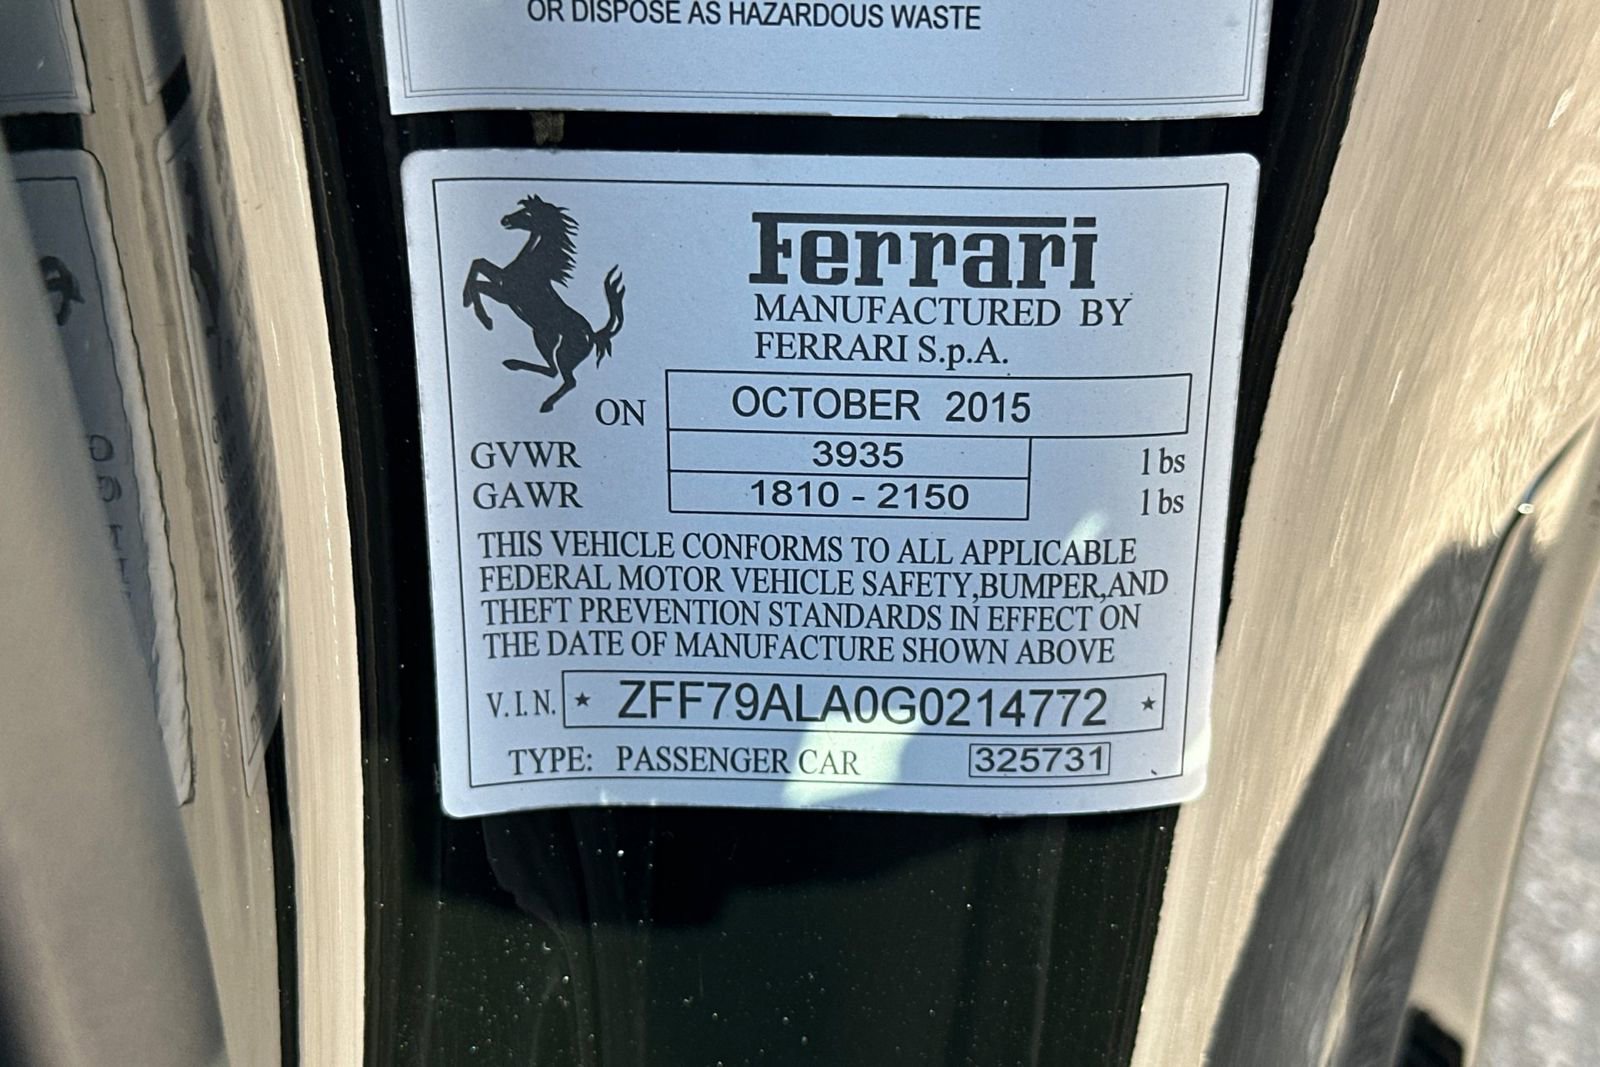 OR DISPOSE AS HAZARDOUS WASTE
Ferrari
MANUFACTURED BY
FERRARI S.p.A.
ON OCTOBER 2015
GVWR 3935 lbs
GAWR 1810 - 2150 lbs
THIS VEHICLE CONFORMS TO ALL APPLICABLE
FEDERAL MOTOR VEHICLE SAFETY,BUMPER,AND
THEFT PREVENTION STANDARDS IN EFFECT ON
THE DATE OF MANUFACTURE SHOWN ABOVE
V.I.N. ★ ZFF79ALA0G0214772 ★
TYPE: PASSENGER CAR 325731